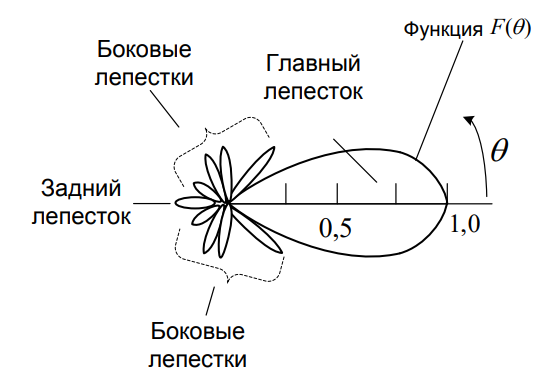 Функция F(θ)
Боковые
лепестки
Главный
лепесток
θ
Задний
лепесток
0,5
1,0
Боковые
лепестки